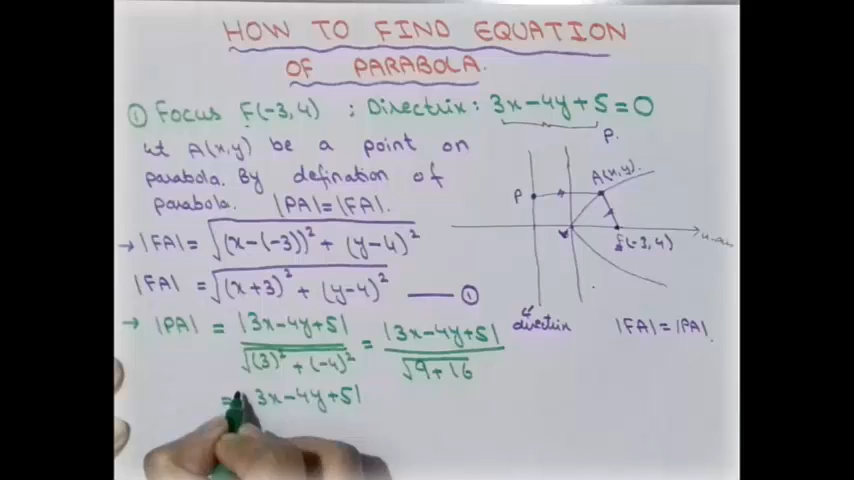 HOW TO FIND EQUATION
OF PARABOLA.
① Focus F(-3,4) ; Directrix: 3x-4y+5=0
P.
Let A(x,y) be a point on
parabola. By defination of
parabola. |PA|=|FA|.
A(x,y).
P
F(-3,4)
directrix
|FA|=|PA|.
→|FA|= √(x-(-3))² + (y-4)²
|FA| = √(x+3)² + (y-4)² —— ①
→ |PA| = |3x-4y+5| / √(3)² + (-4)² = |3x-4y+5| / √9+16
= 3x-4y+5|